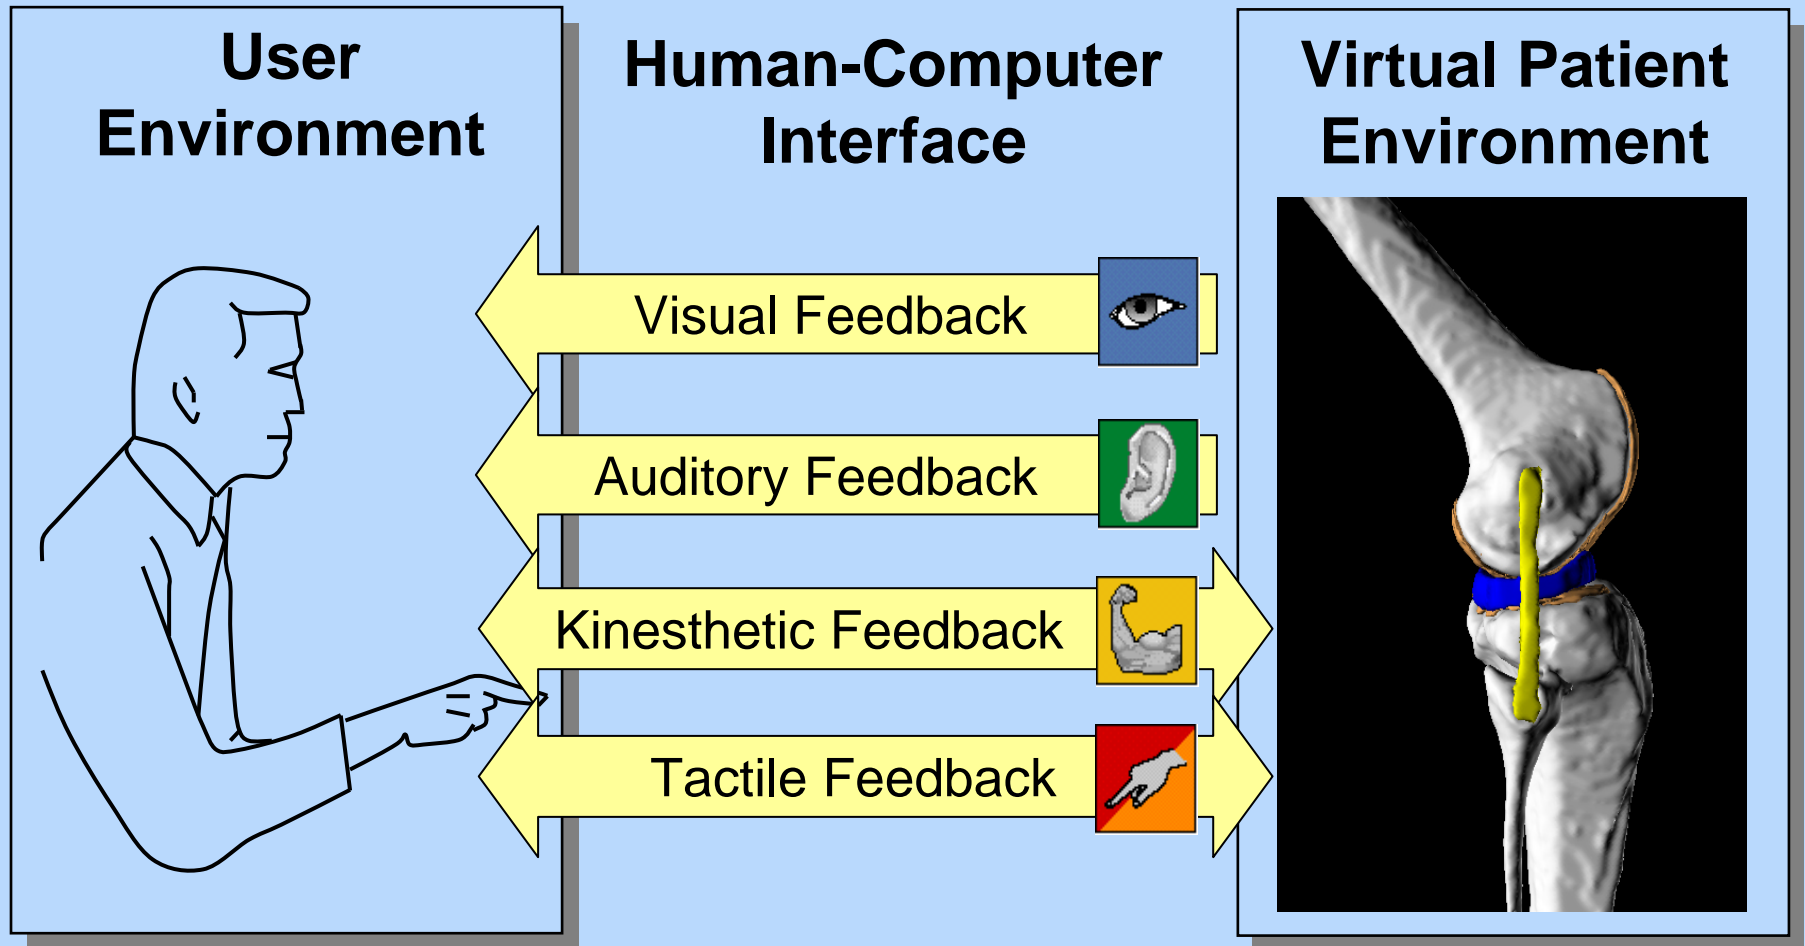 User
Environment
Human-Computer
Interface
Virtual Patient
Environment
Visual Feedback
Auditory Feedback
Kinesthetic Feedback
Tactile Feedback